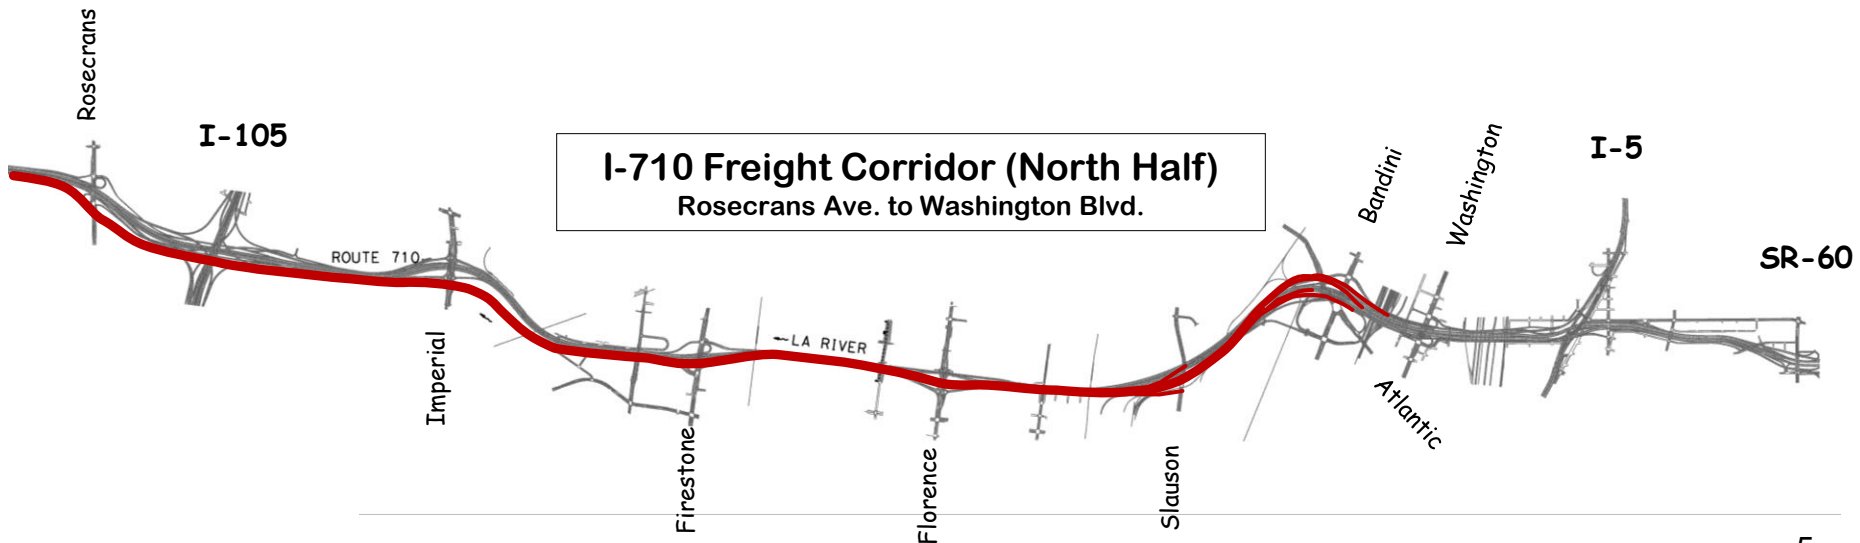 Rosecrans
I-105
I-710 Freight Corridor (North Half)
Rosecrans Ave. to Washington Blvd.
Bandini
Washington
I-5
SR-60
ROUTE 710
LA RIVER
Imperial
Firestone
Florence
Slauson
Atlantic
5